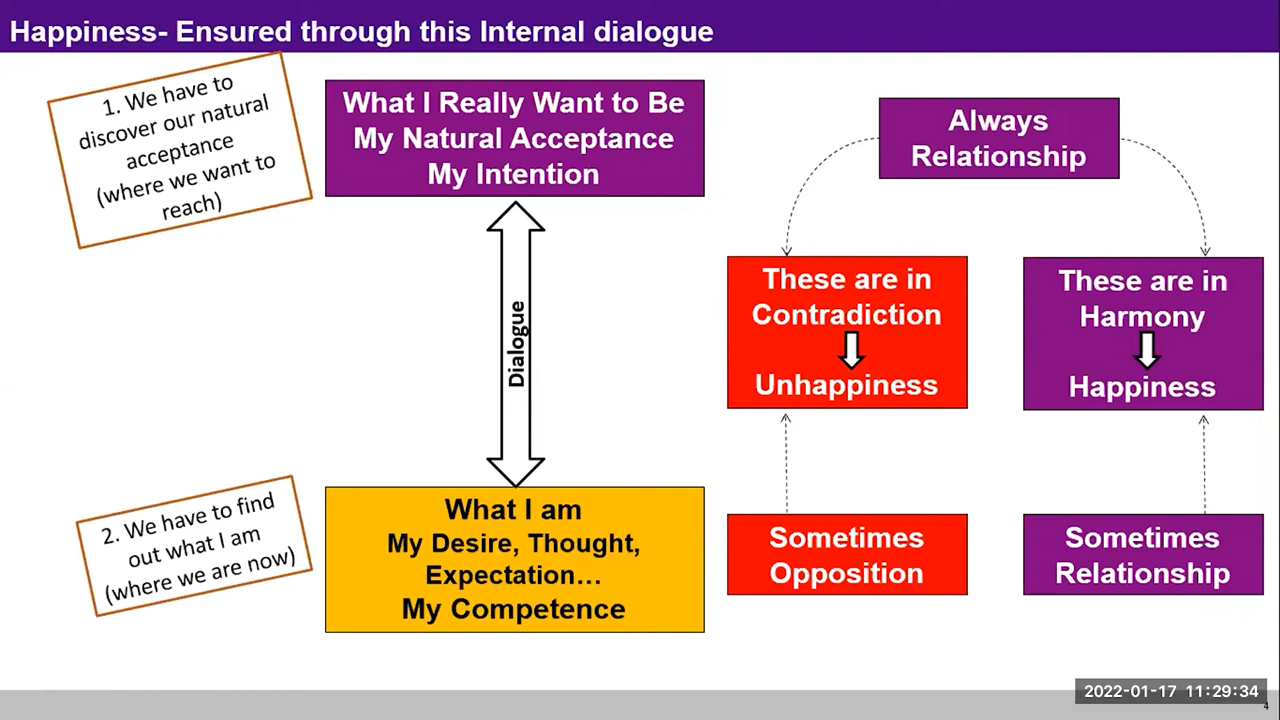 Happiness- Ensured through this Internal dialogue
1. We have to
discover our natural
acceptance
(where we want to
reach)
What I Really Want to Be
My Natural Acceptance
My Intention
Always
Relationship
Dialogue
These are in
Contradiction
Unhappiness
These are in
Harmony
Happiness
2. We have to find
out what I am
(where we are now)
What I am
My Desire, Thought,
Expectation...
My Competence
Sometimes
Opposition
Sometimes
Relationship
2022-01-17 11:29:34
4